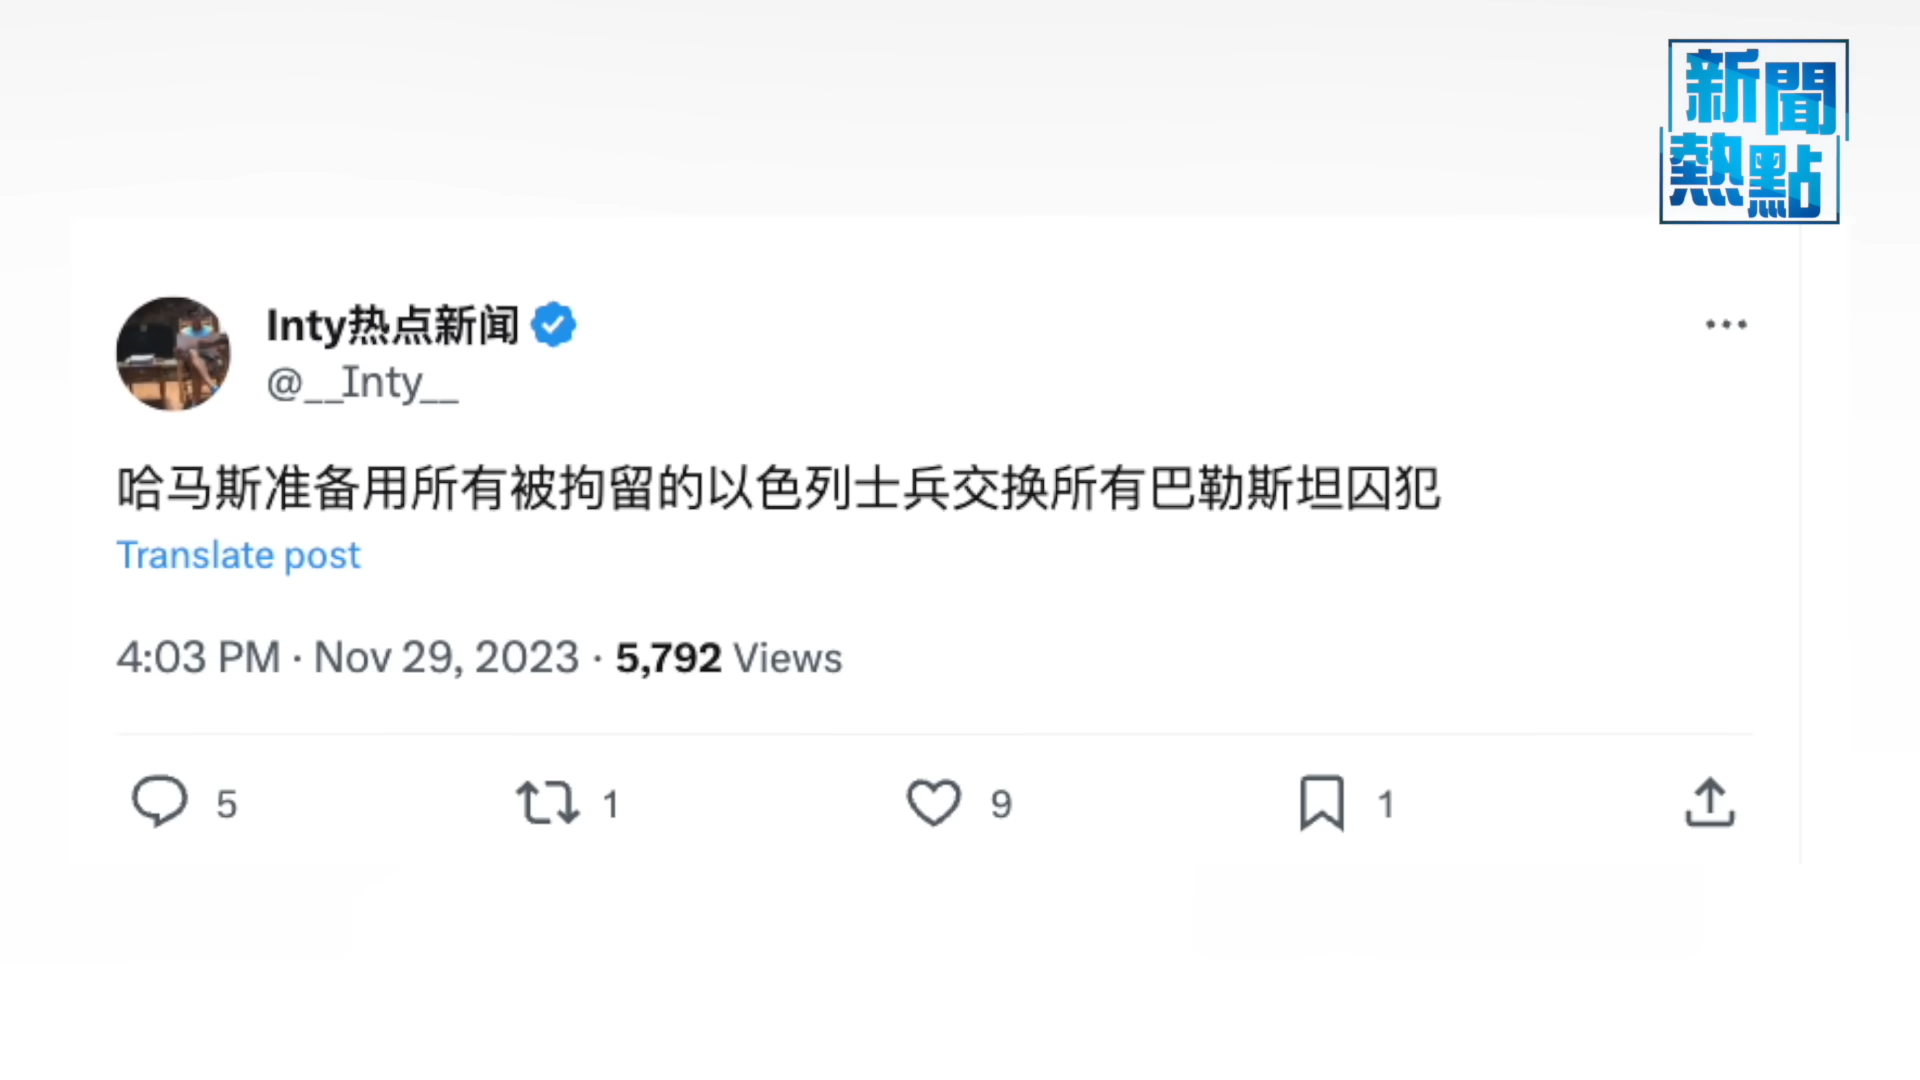 新聞
熱點
Inty热点新闻
@__Inty__
哈马斯准备用所有被拘留的以色列士兵交换所有巴勒斯坦囚犯
Translate post
4:03 PM · Nov 29, 2023 · 5,792 Views
5 1 9 1